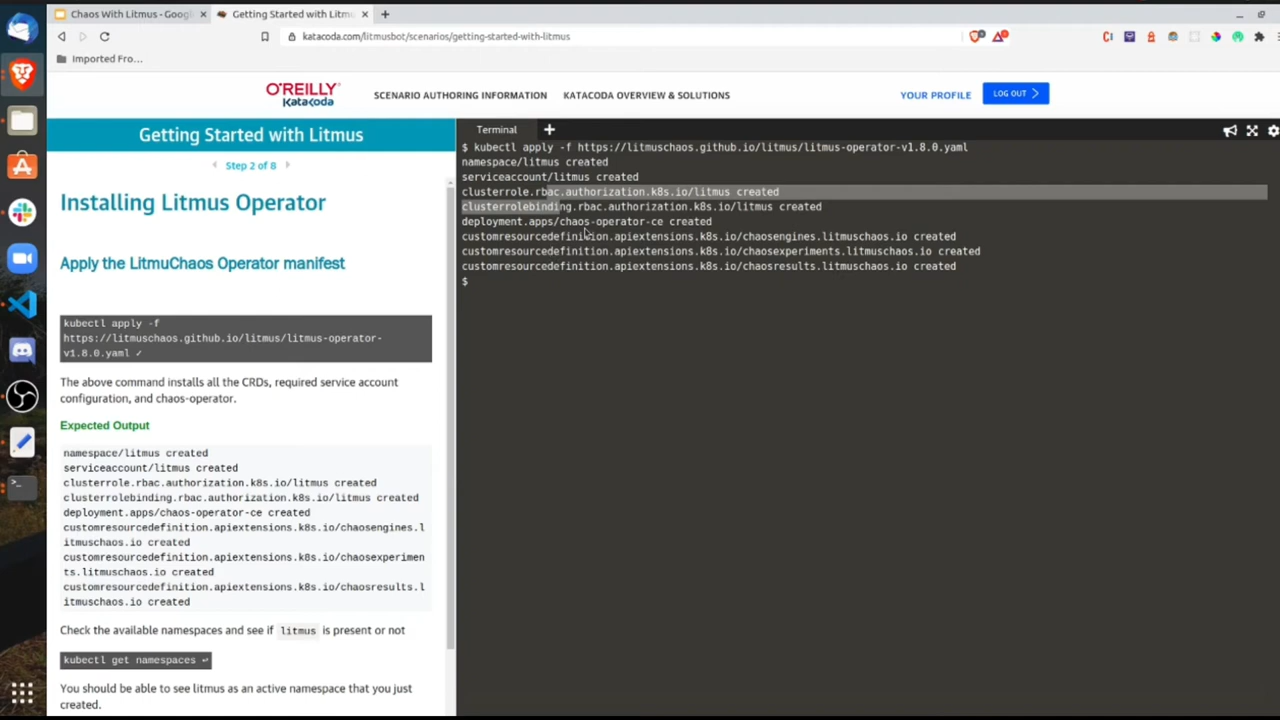 Chaos With Litmus - Goog
Getting Started with Litmu
katacoda.com/litmusbot/scenarios/getting-started-with-litmus
Imported Fro...
O'REILLY
Katacoda
SCENARIO AUTHORING INFORMATION
KATACODA OVERVIEW & SOLUTIONS
YOUR PROFILE
LOG OUT
Getting Started with Litmus
Step 2 of 8
Installing Litmus Operator
Apply the LitmuChaos Operator manifest
kubectl apply -f
https://litmuschaos.github.io/litmus/litmus-operator-
v1.8.0.yaml ✓
The above command installs all the CRDs, required service account
configuration, and chaos-operator.
Expected Output
namespace/litmus created
serviceaccount/litmus created
clusterrole.rbac.authorization.k8s.io/litmus created
clusterrolebinding.rbac.authorization.k8s.io/litmus created
deployment.apps/chaos-operator-ce created
customresourcedefinition.apiextensions.k8s.io/chaosengines.l
itmuschaos.io created
customresourcedefinition.apiextensions.k8s.io/chaosexperimen
ts.litmuschaos.io created
customresourcedefinition.apiextensions.k8s.io/chaosresults.l
itmuschaos.io created
Check the available namespaces and see if litmus is present or not
kubectl get namespaces ↩
You should be able to see litmus as an active namespace that you just
created.
Terminal
$ kubectl apply -f https://litmuschaos.github.io/litmus/litmus-operator-v1.8.0.yaml
namespace/litmus created
serviceaccount/litmus created
clusterrole.rbac.authorization.k8s.io/litmus created
clusterrolebinding.rbac.authorization.k8s.io/litmus created
deployment.apps/chaos-operator-ce created
customresourcedefinition.apiextensions.k8s.io/chaosengines.litmuschaos.io created
customresourcedefinition.apiextensions.k8s.io/chaosexperiments.litmuschaos.io created
customresourcedefinition.apiextensions.k8s.io/chaosresults.litmuschaos.io created
$